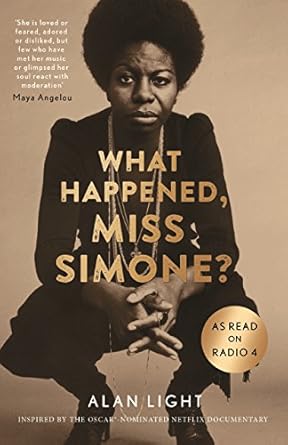 'She is loved or
feared, adored
or disliked, but
few who have
met her music
or glimpsed her
soul react with
moderation'
Maya Angelou
WHAT
HAPPENED,
MISS
SIMONE?
AS READ
ON
RADIO 4
ALAN LIGHT
INSPIRED BY THE OSCAR®-NOMINATED NETFLIX DOCUMENTARY